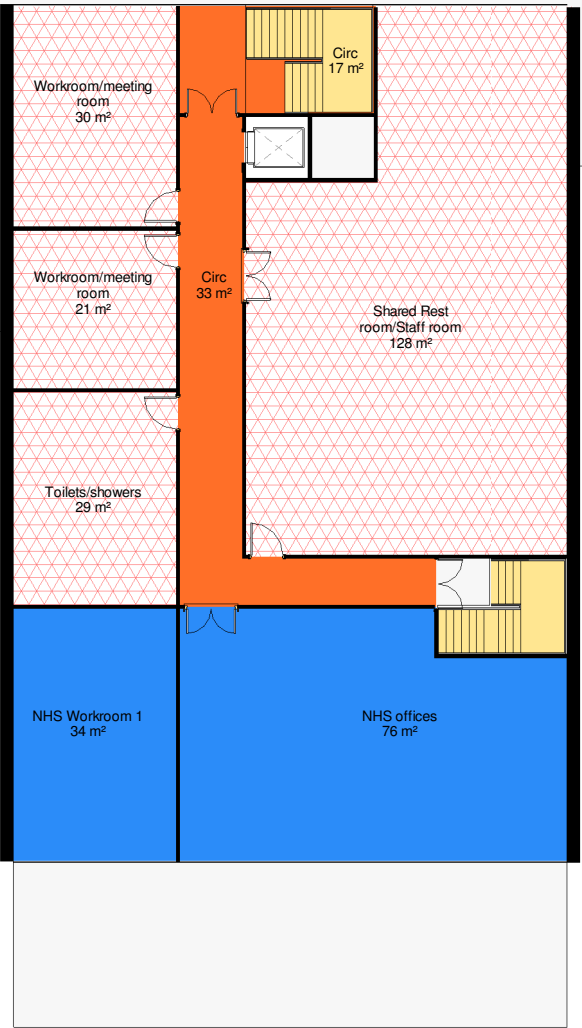 Circ
17 m²
Workroom/meeting
room
30 m²
Workroom/meeting
room
21 m²
Circ
33 m²
Shared Rest
room/Staff room
128 m²
Toilets/showers
29 m²
NHS Workroom 1
34 m²
NHS offices
76 m²